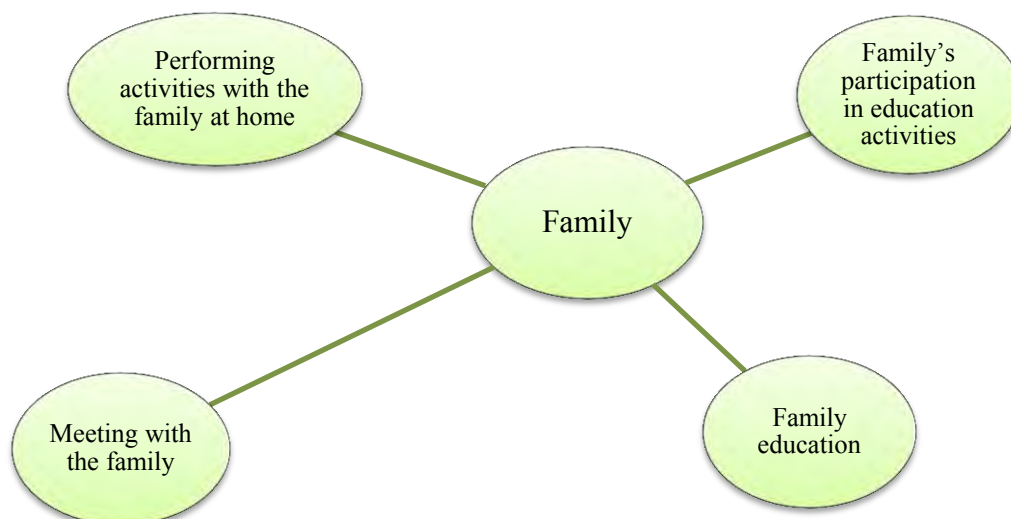 Performing
activities with the
family at home
Family’s
participation
in education
activities
Family
Meeting with
the family
Family
education